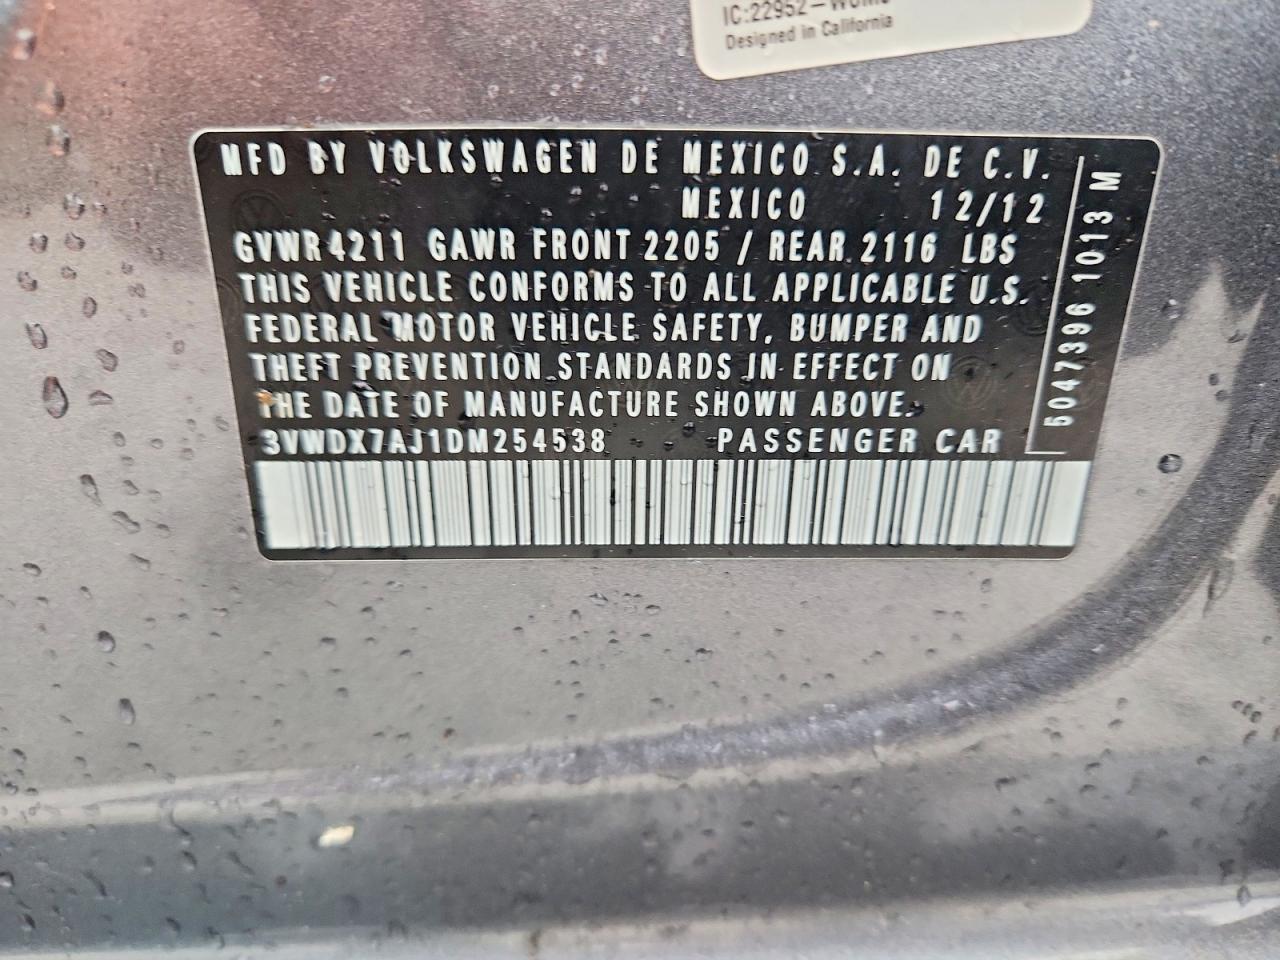 IC:22952-
Designed in California
MFD BY VOLKSWAGEN DE MEXICO S.A. DE C.V.
MEXICO 12/12
GVWR 4211 GAWR FRONT 2205 / REAR 2116 LBS
THIS VEHICLE CONFORMS TO ALL APPLICABLE U.S.
FEDERAL MOTOR VEHICLE SAFETY, BUMPER AND
THEFT PREVENTION STANDARDS IN EFFECT ON
THE DATE OF MANUFACTURE SHOWN ABOVE.
3VWDX7AJ1DM254538 PASSENGER CAR
5047396 1013 M